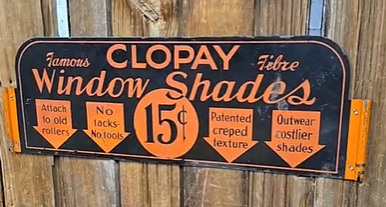 Famous CLOPAY Fibre
Window Shades
Attach
to old
rollers
No
tacks-
No tools
15¢
Patented
creped
texture
Outwear
costlier
shades